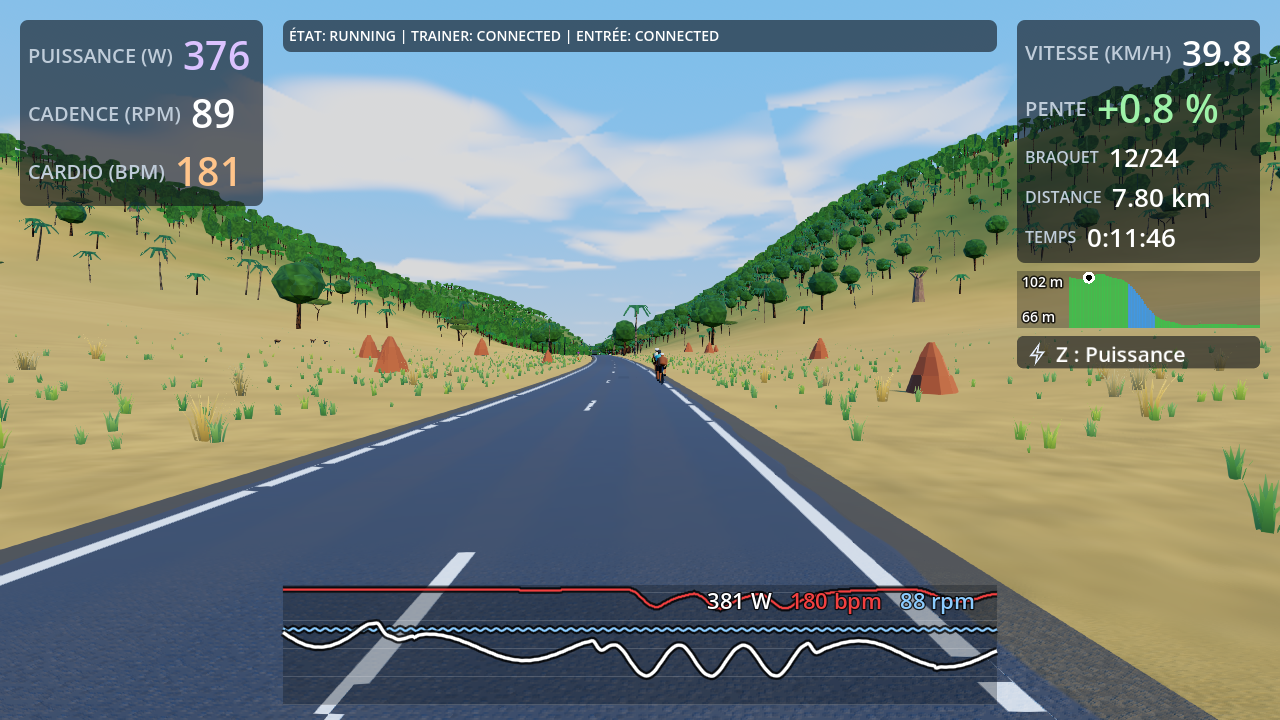 PUISSANCE (W) 376
CADENCE (RPM) 89
CARDIO (BPM) 181
ÉTAT: RUNNING | TRAINER: CONNECTED | ENTRÉE: CONNECTED
VITESSE (KM/H) 39.8
PENTE +0.8 %
BRAQUET 12/24
DISTANCE 7.80 km
TEMPS 0:11:46
102 m
66 m
Z : Puissance
381 W 180 bpm 88 rpm